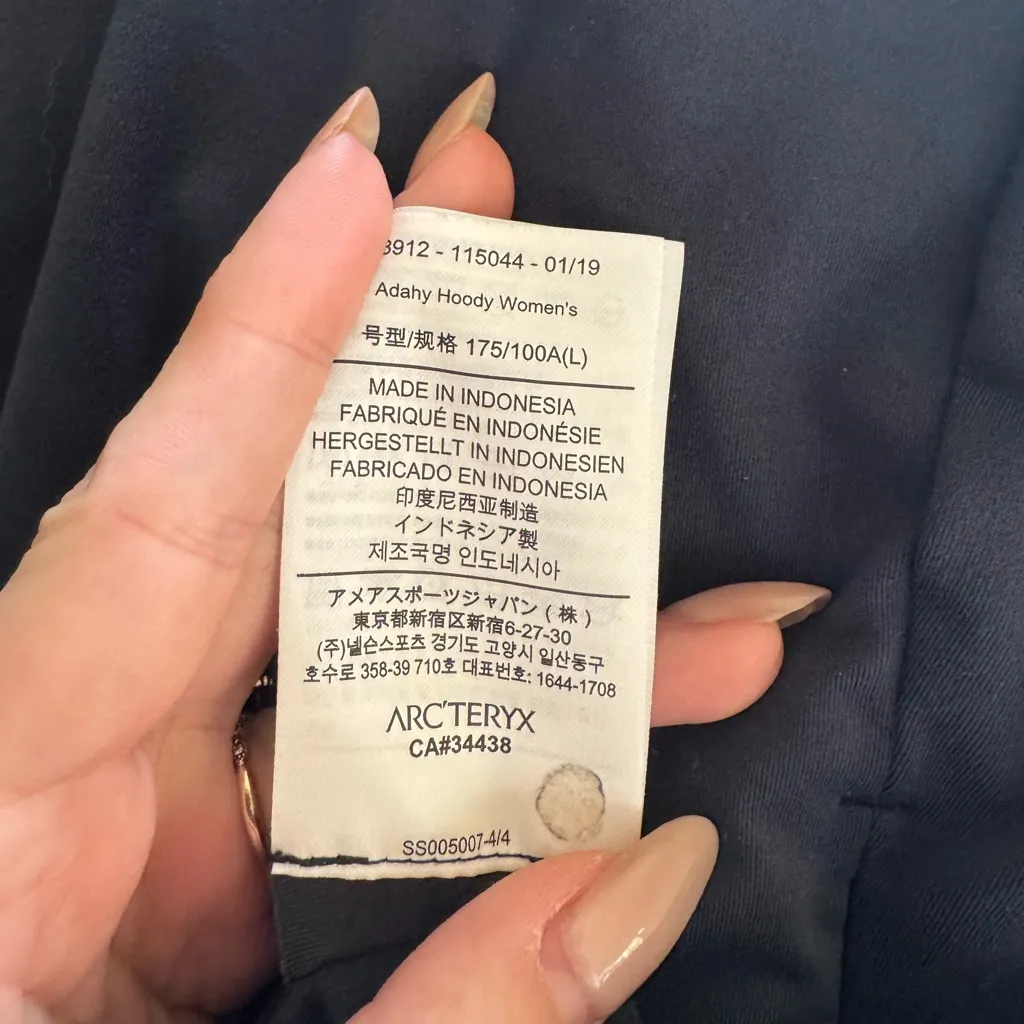 3912 - 115044 - 01/19
Adahy Hoody Women's
号型/规格 175/100A(L)
MADE IN INDONESIA
FABRIQUÉ EN INDONÉSIE
HERGESTELLT IN INDONESIEN
FABRICADO EN INDONESIA
印度尼西亚制造
インドネシア製
제조국명 인도네시아
アメアスポーツジャパン(株)
東京都新宿区新宿6-27-30
(주)넬슨스포츠 경기도 고양시 일산동구
호수로 358-39 710호 대표번호: 1644-1708
ARC'TERYX
CA#34438
SS005007-4/4